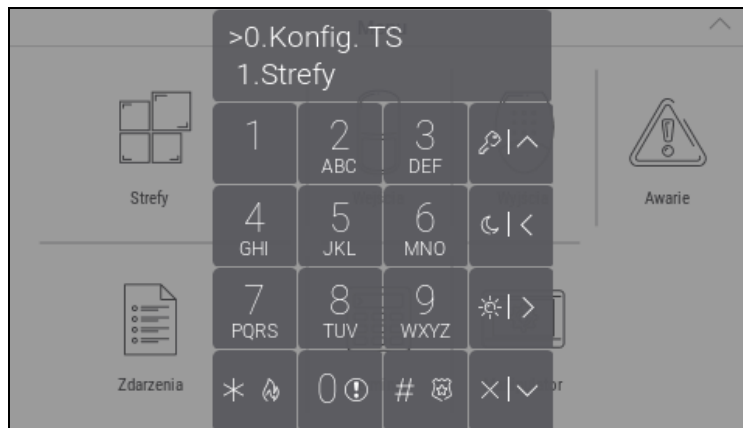 >0.Konfig. TS
1.Strefy
1
2
ABC
3
DEF
Strefy
Awarie
4
GHI
5
JKL
6
MNO
7
PQRS
8
TUV
9
WXYZ
Zdarzenia
*
0
#
or